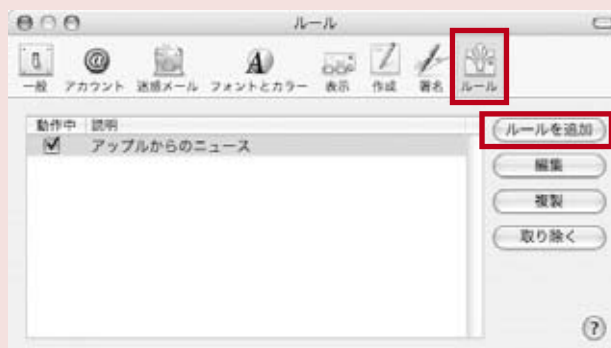 ルール
一般 アカウント 迷惑メール フォントとカラー 表示 作成 署名 ルール
動作中 説明
アップルからのニュース
ルールを追加
編集
複製
取り除く
?